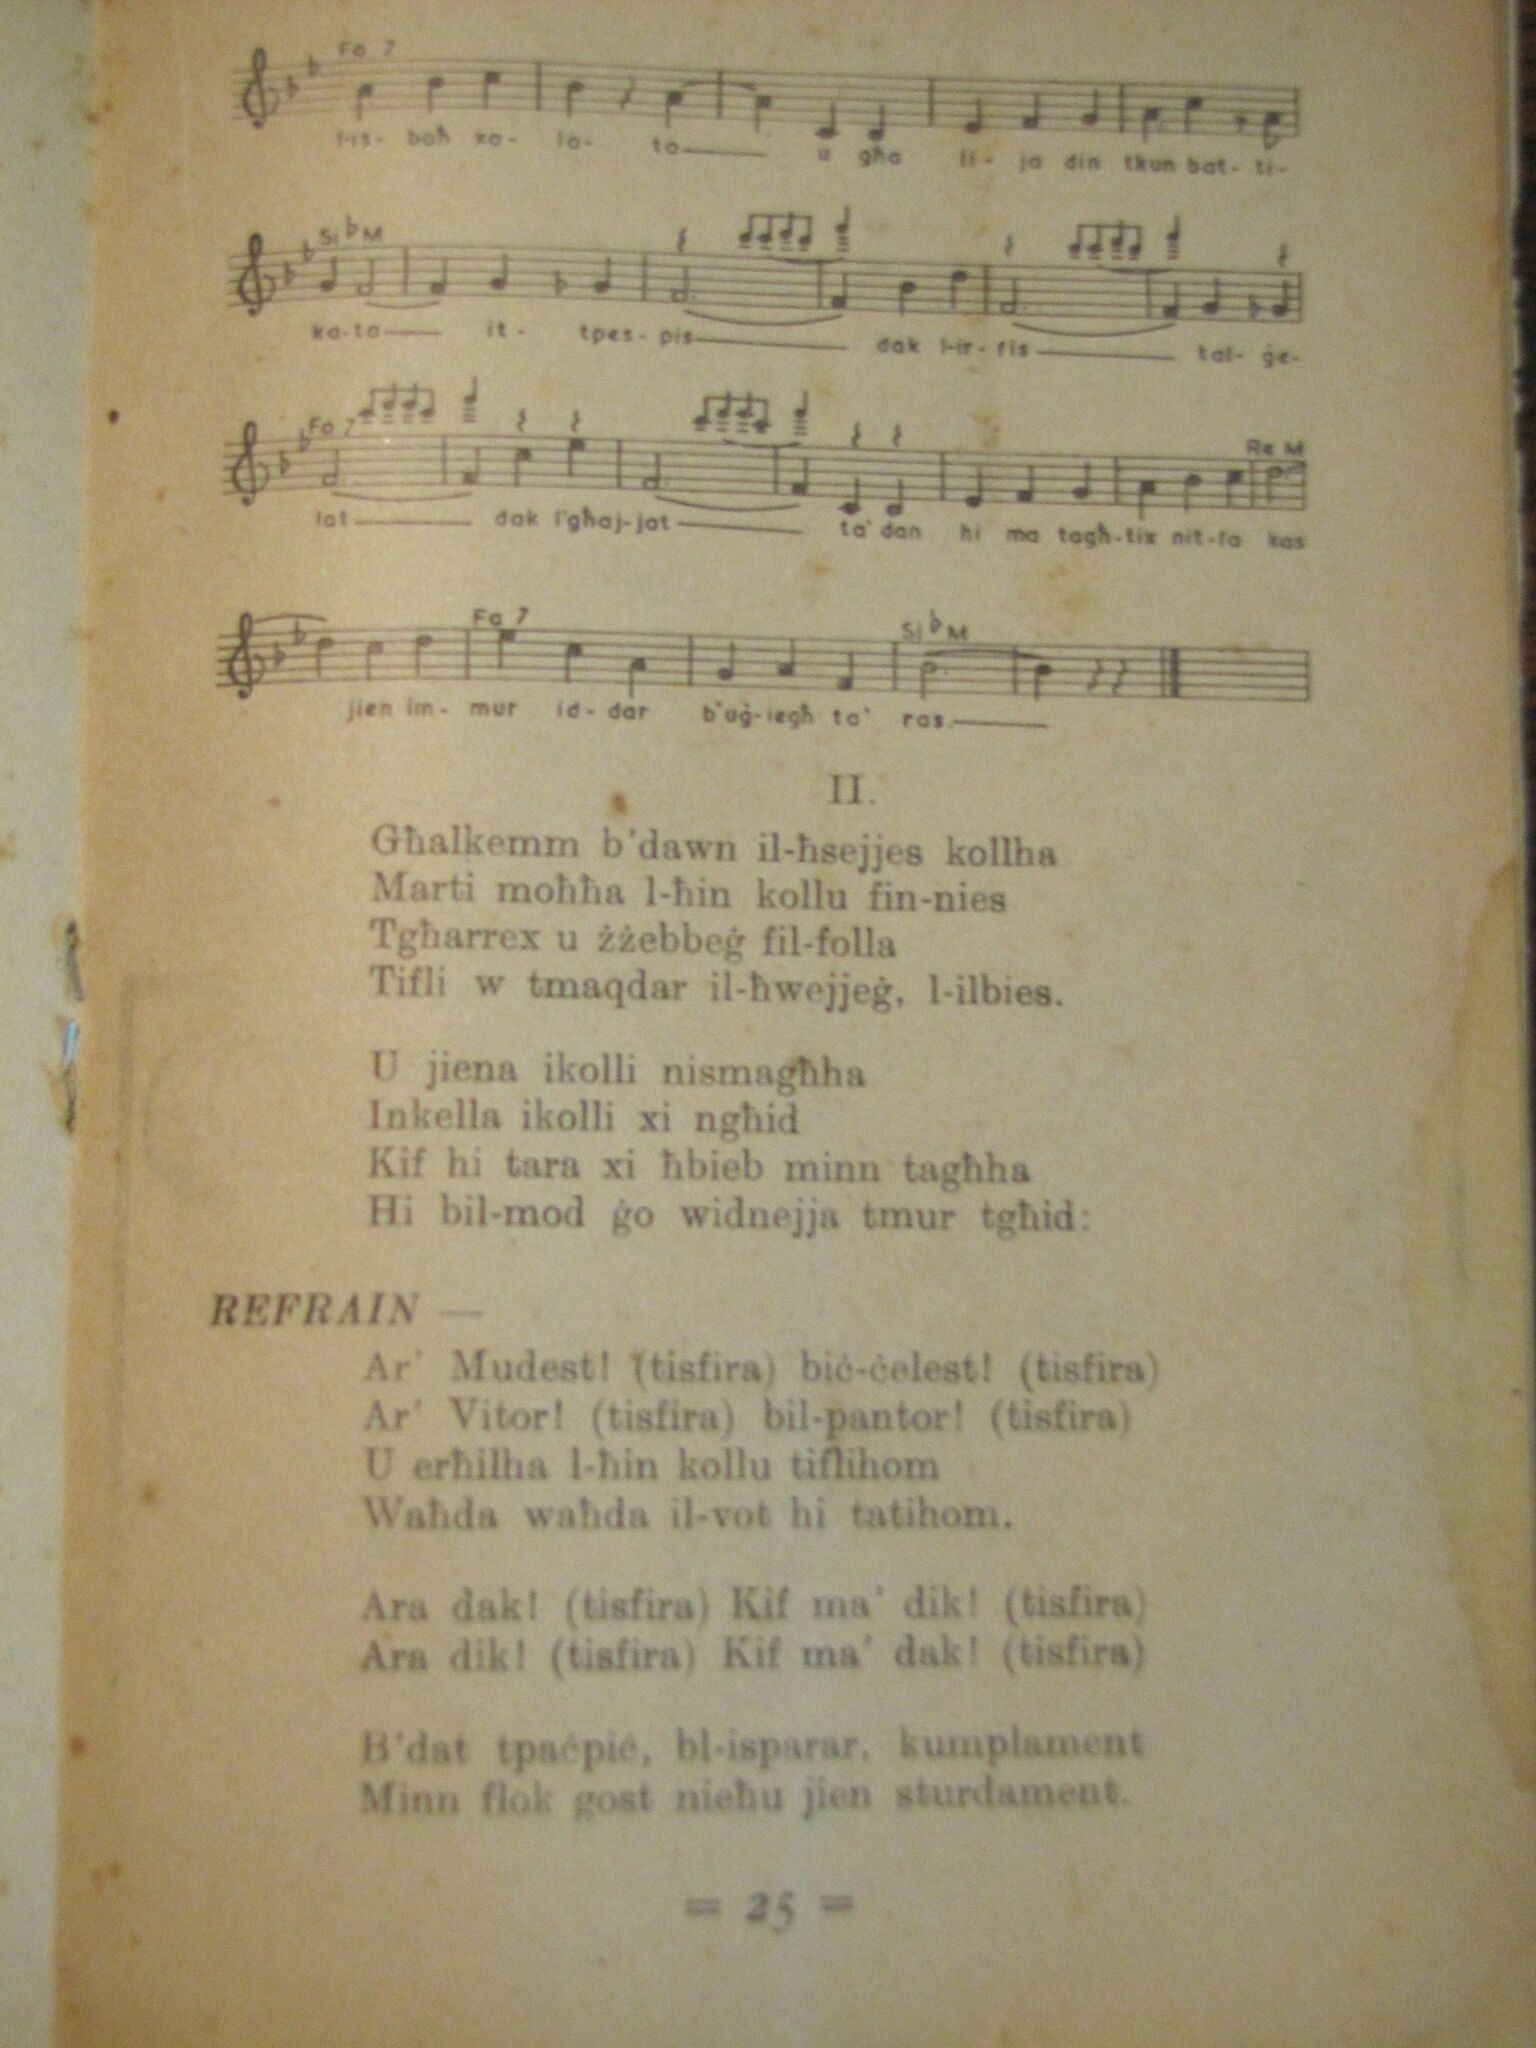 Fa 7
l-is- baħ xa- la- ta u għa li- ja din tkun bat- ti-
Si b M
ka-ta it- tpes- pis dak l-ir- fis tal- ġe-
Fa 7 Re M
lat dak l'għaj-jat ta' dan hi ma tagħ-tix nit-fa kas
Fa 7 Si b M
jien im- mur id- dar b'uġ-iegħ ta' ras.
II.
Għalkemm b'dawn il-ħsejjes kollha
Marti moħħa l-ħin kollu fin-nies
Tgħarrex u żżebbeġ fil-folla
Tifli w tmaqdar il-ħwejjeġ, l-ilbies.
U jiena ikolli nismagħha
Inkella ikolli xi ngħid
Kif hi tara xi ħbieb minn tagħha
Hi bil-mod ġo widnejja tmur tgħid:
REFRAIN —
Ar' Mudest! (tisfira) biċ-ċelest! (tisfira)
Ar' Vitor! (tisfira) bil-pantor! (tisfira)
U erħilha l-ħin kollu tiflihom
Waħda waħda il-vot hi tatihom.
Ara dak! (tisfira) Kif ma' dik! (tisfira)
Ara dik! (tisfira) Kif ma' dak! (tisfira)
B'dat tpaċpiċ, bl-isparar, kumplament
Minn flok gost nieħu jien sturdament.
= 25 =